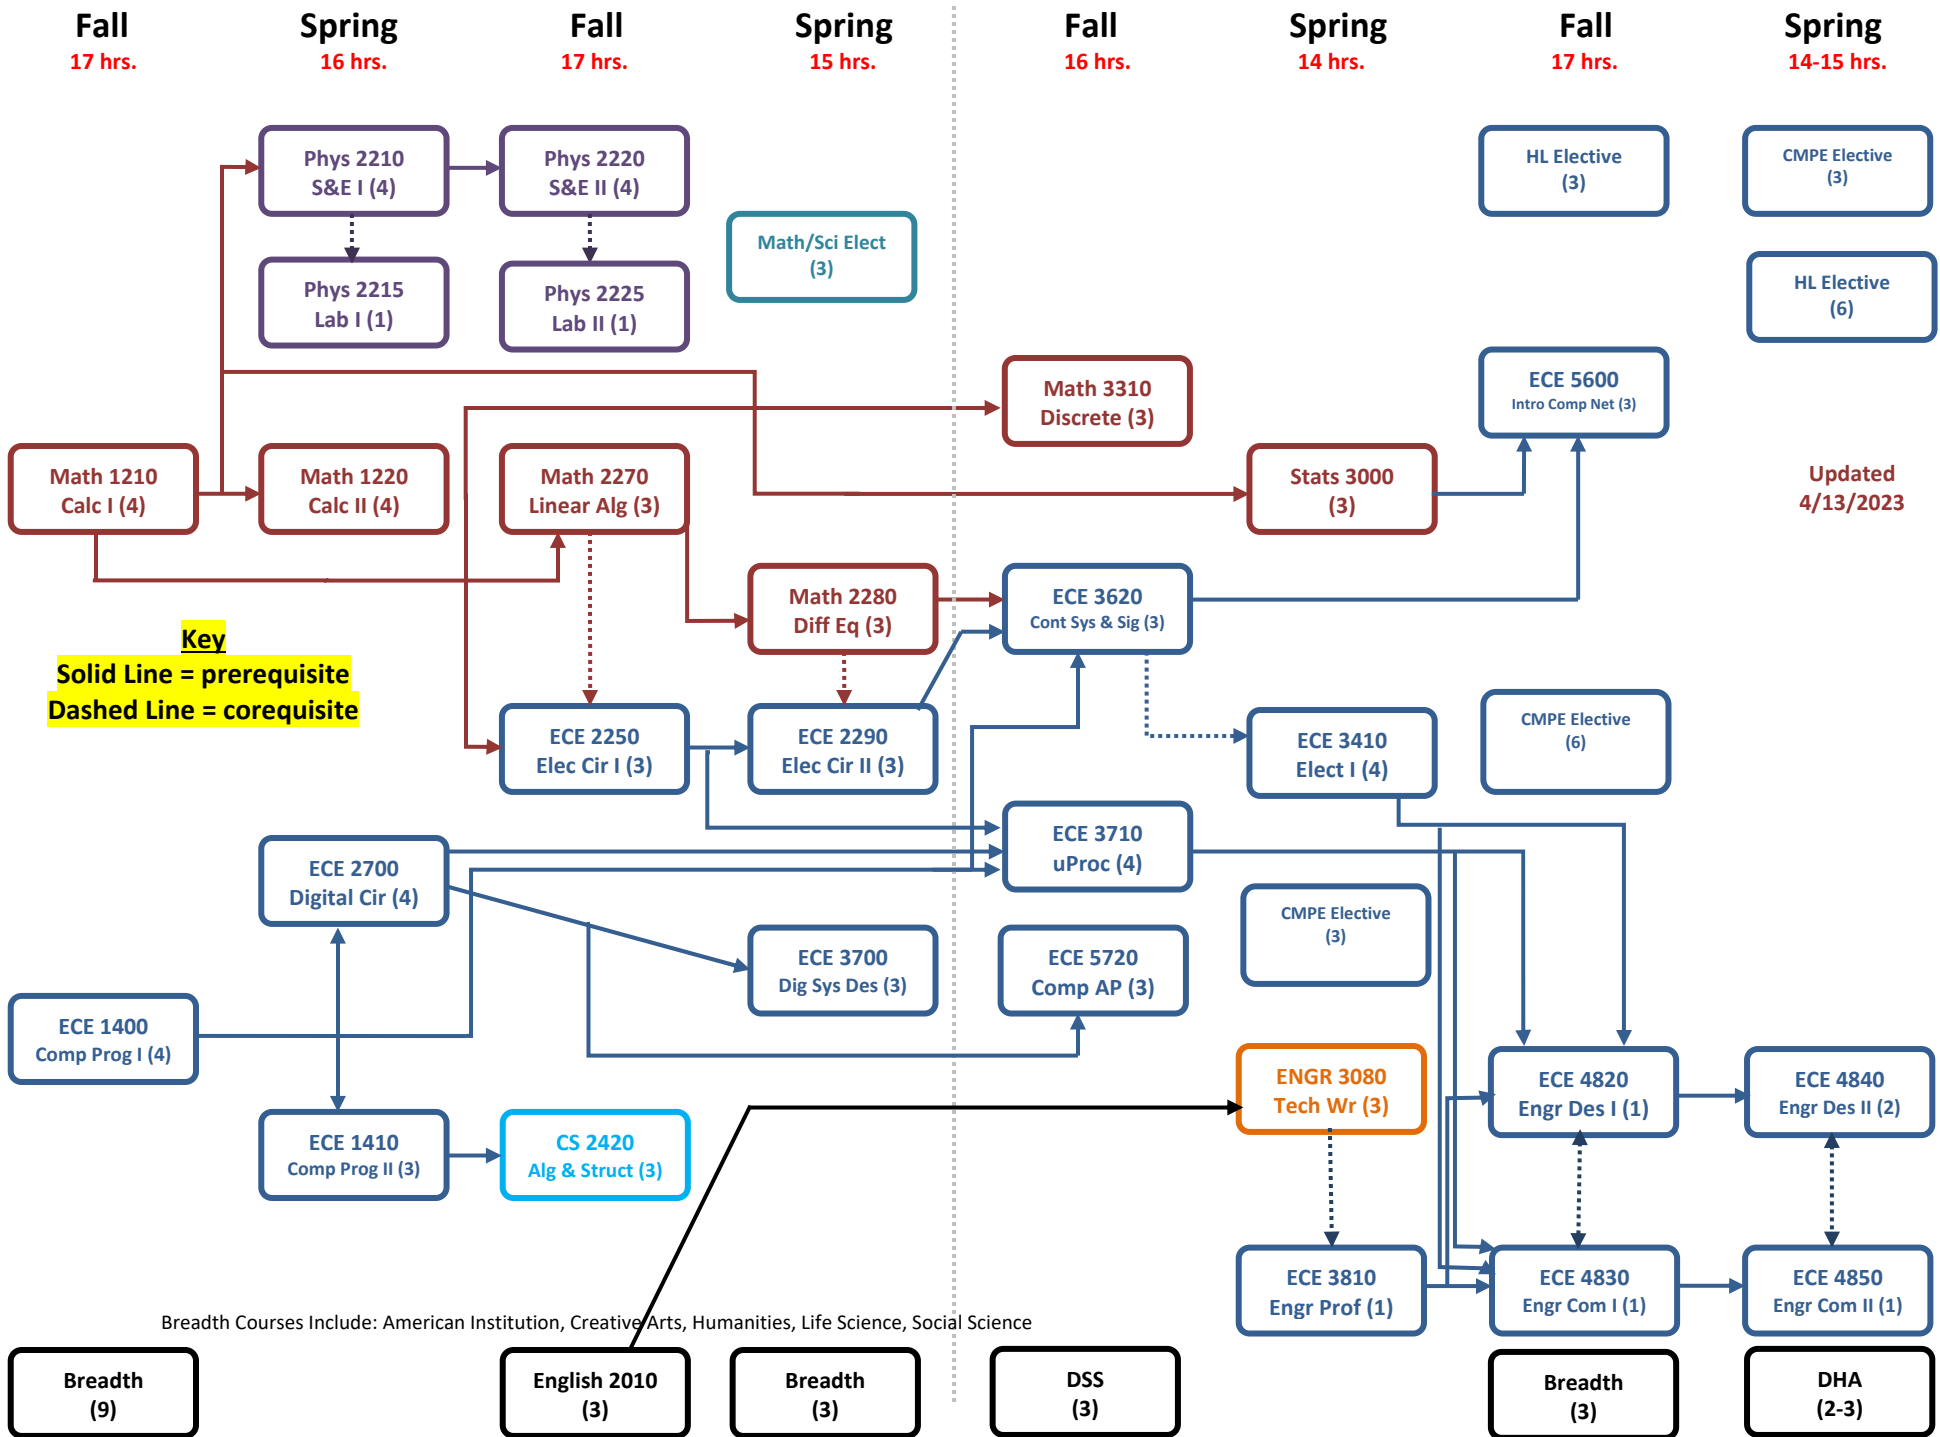 Fall
17 hrs.
Spring
16 hrs.
Fall
17 hrs.
Spring
15 hrs.
Fall
16 hrs.
Spring
14 hrs.
Fall
17 hrs.
Spring
14-15 hrs.
Phys 2210
S&E I (4)
Phys 2220
S&E II (4)
HL Elective
(3)
CMPE Elective
(3)
Math/Sci Elect
(3)
Phys 2215
Lab I (1)
Phys 2225
Lab II (1)
HL Elective
(6)
Math 3310
Discrete (3)
ECE 5600
Intro Comp Net (3)
Math 1210
Calc I (4)
Math 1220
Calc II (4)
Math 2270
Linear Alg (3)
Stats 3000
(3)
Updated
4/13/2023
Math 2280
Diff Eq (3)
ECE 3620
Cont Sys & Sig (3)
Key
Solid Line = prerequisite
Dashed Line = corequisite
ECE 2250
Elec Cir I (3)
ECE 2290
Elec Cir II (3)
ECE 3410
Elect I (4)
CMPE Elective
(6)
ECE 2700
Digital Cir (4)
ECE 3710
uProc (4)
CMPE Elective
(3)
ECE 3700
Dig Sys Des (3)
ECE 5720
Comp AP (3)
ECE 1400
Comp Prog I (4)
ENGR 3080
Tech Wr (3)
ECE 4820
Engr Des I (1)
ECE 4840
Engr Des II (2)
ECE 1410
Comp Prog II (3)
CS 2420
Alg & Struct (3)
ECE 3810
Engr Prof (1)
ECE 4830
Engr Com I (1)
ECE 4850
Engr Com II (1)
Breadth Courses Include: American Institution, Creative Arts, Humanities, Life Science, Social Science
Breadth
(9)
English 2010
(3)
Breadth
(3)
DSS
(3)
Breadth
(3)
DHA
(2-3)